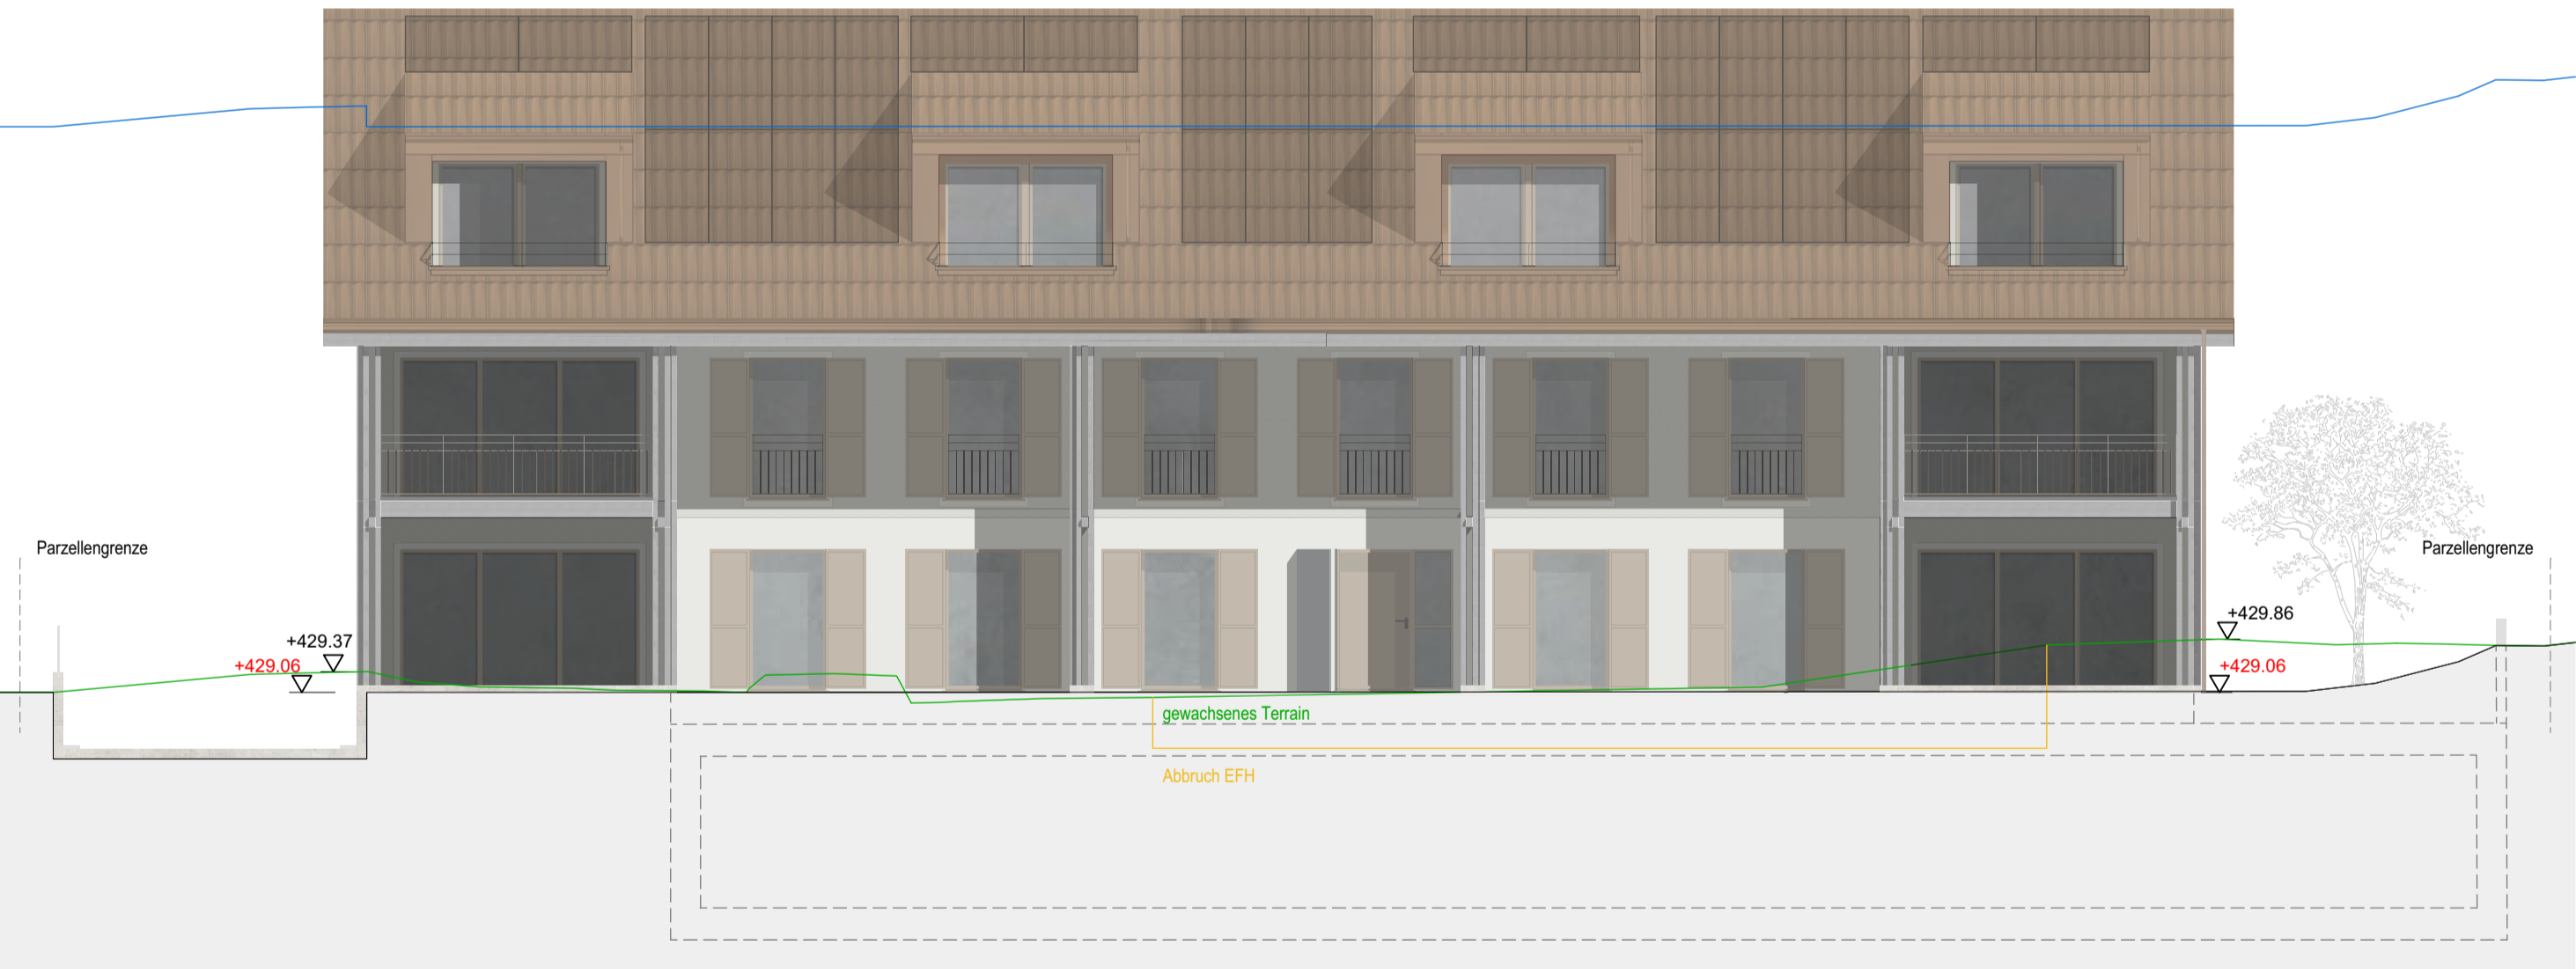 Parzellengrenze
Parzellengrenze
+429.37
+429.06
+429.86
+429.06
gewachsenes Terrain
Abbruch EFH